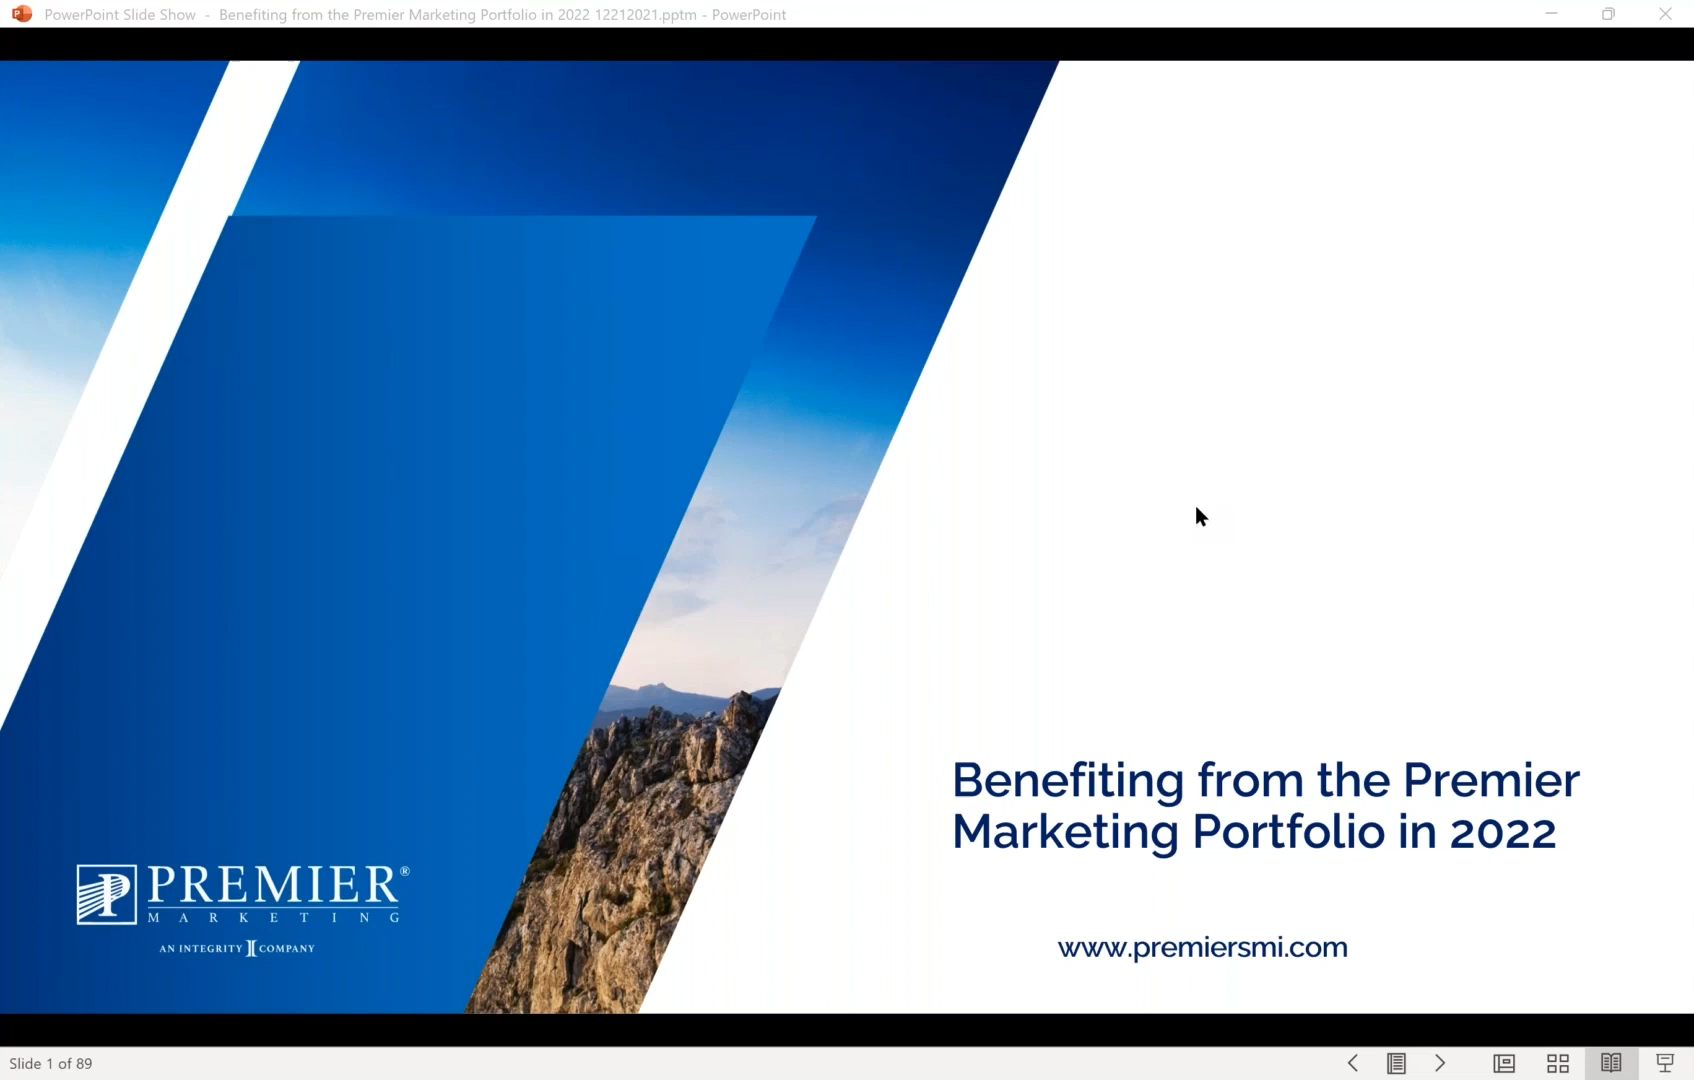 PowerPoint Slide Show - Benefiting from the Premier Marketing Portfolio in 2022 12212021.pptm - PowerPoint
PREMIER®
MARKETING
AN INTEGRITY COMPANY
Benefiting from the Premier
Marketing Portfolio in 2022
www.premiersmi.com
Slide 1 of 89